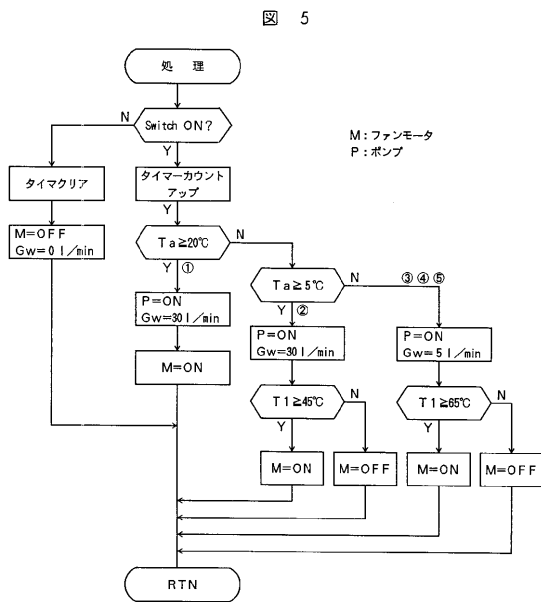 図 5
処 理
N
Switch ON?
Y
M:ファンモータ
P:ポンプ
タイマクリア
タイマーカウント
アップ
Y
M=OFF
Gw=0 l/min
Ta≧20℃
N
Y ①
Ta≧5℃
N
③ ④ ⑤
Y ②
P=ON
Gw=30 l/min
P=ON
Gw=30 l/min
P=ON
Gw=5 l/min
M=ON
T1≧45℃
N
Y
T1≧65℃
N
Y
M=ON
M=OFF
M=ON
M=OFF
RTN